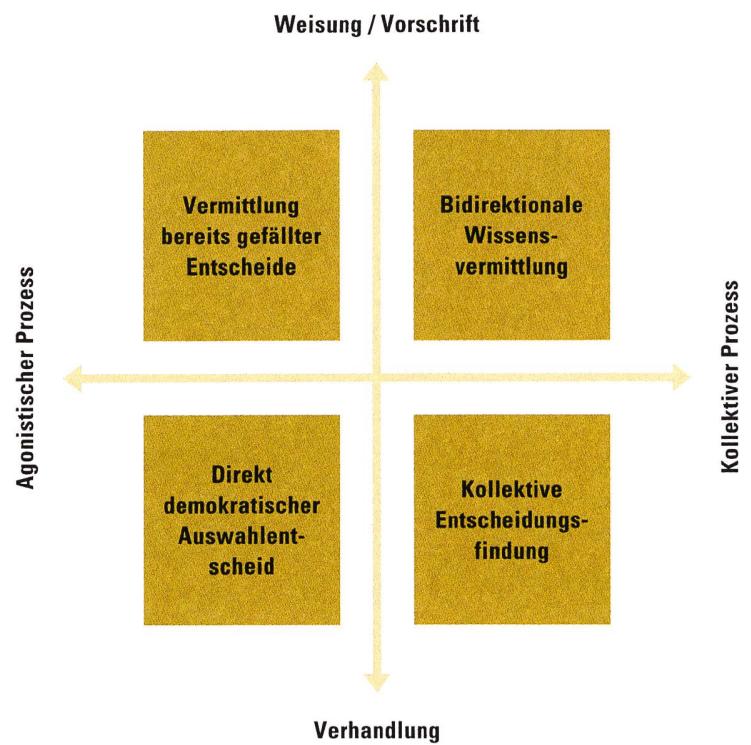 Weisung / Vorschrift
Vermittlung
bereits gefällter
Entscheide
Bidirektionale
Wissens-
vermittlung
Agonistischer Prozess
Kollektiver Prozess
Direkt
demokratischer
Auswahlent-
scheid
Kollektive
Entscheidungs-
findung
Verhandlung